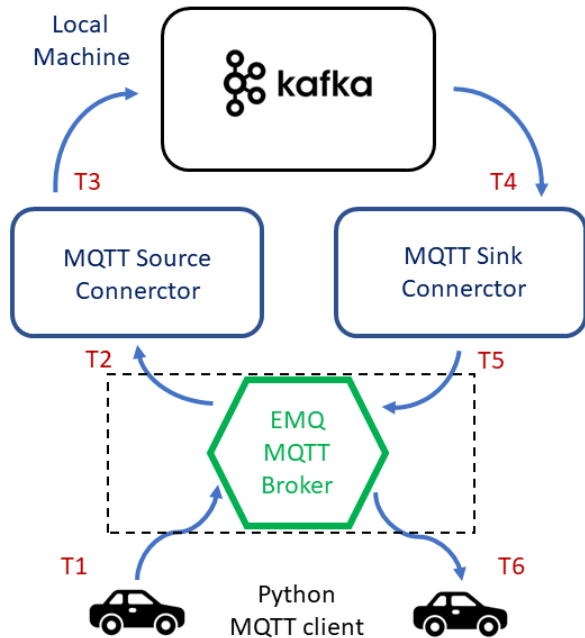 Local
Machine
kafka
T3
T4
MQTT Source
Connerctor
MQTT Sink
Connerctor
T2
T5
EMQ
MQTT
Broker
T1
T6
Python
MQTT client